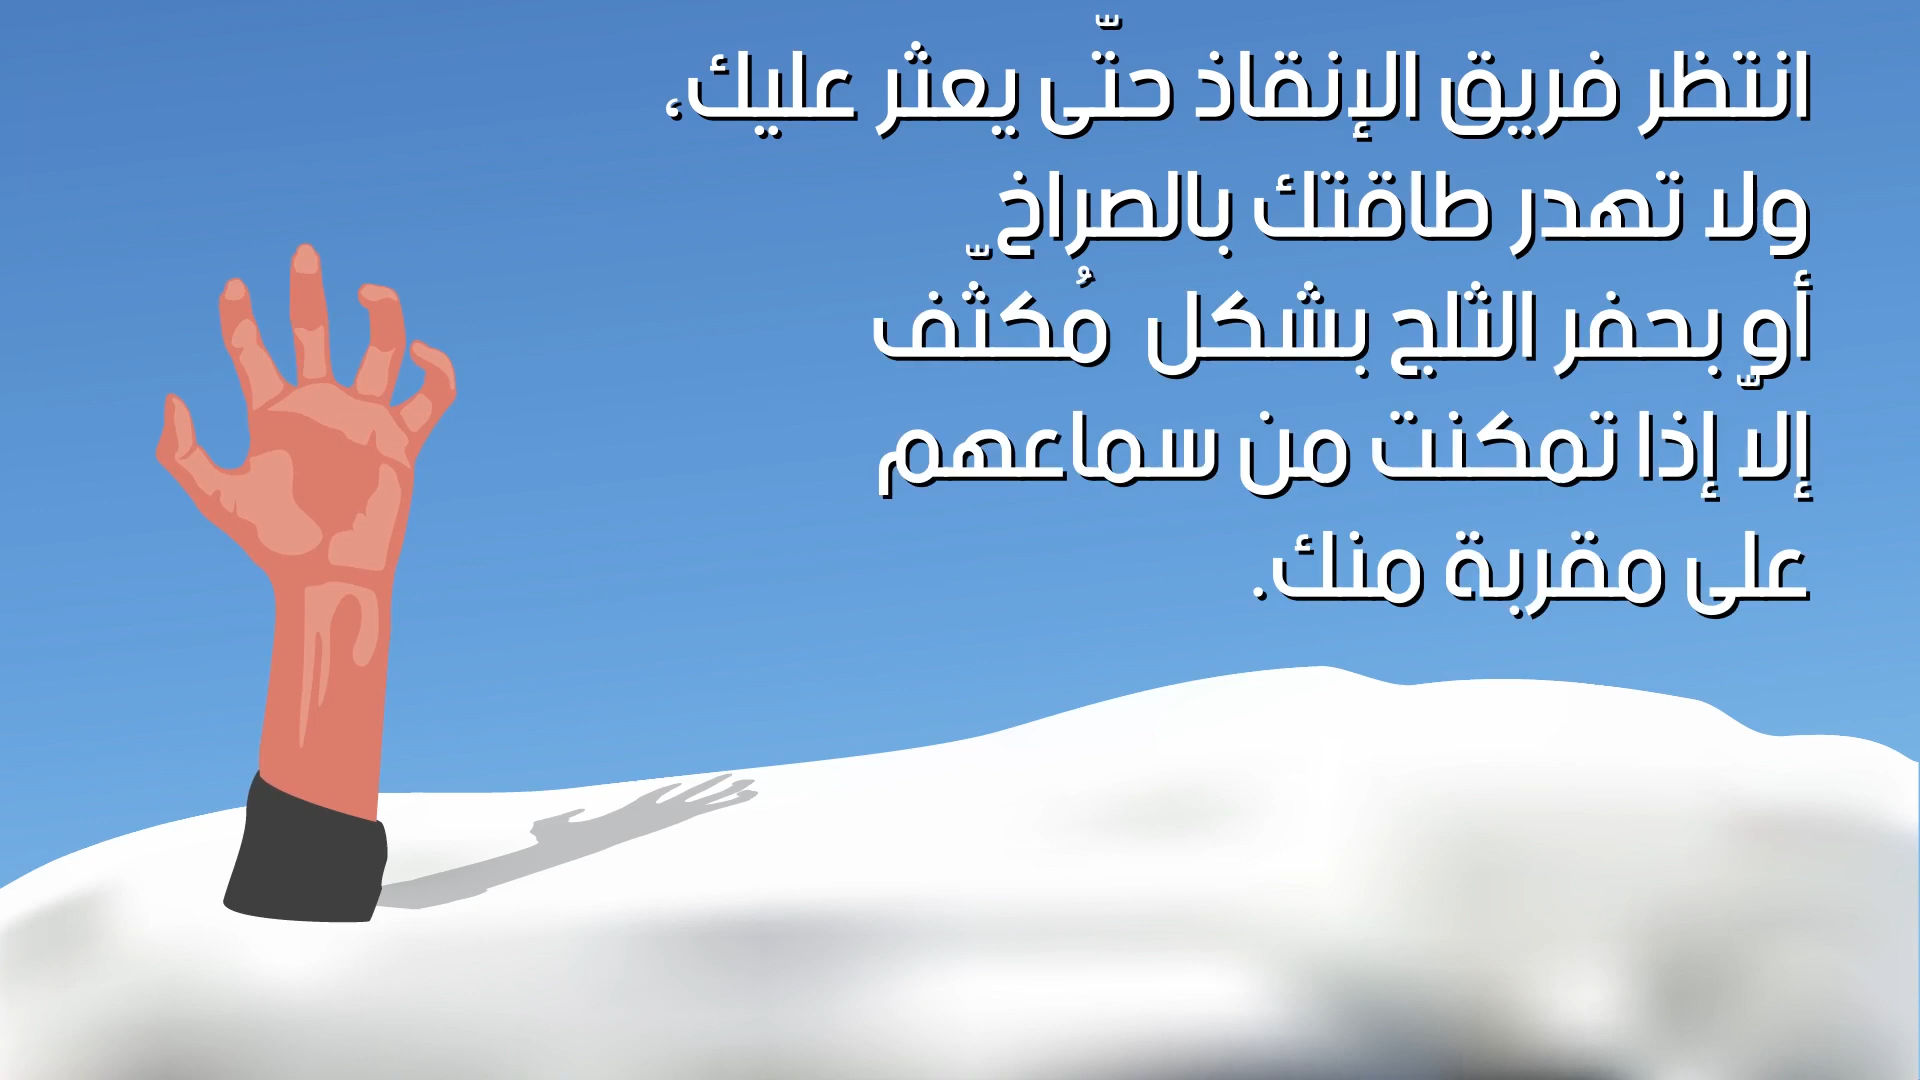 انتظر فريق الإنقاذ حتّى يعثر عليك،
ولا تهدر طاقتك بالصراخ
أو بحفر الثلج بشكل مُكثّف
إلاّ إذا تمكنت من سماعهم
على مقربة منك.